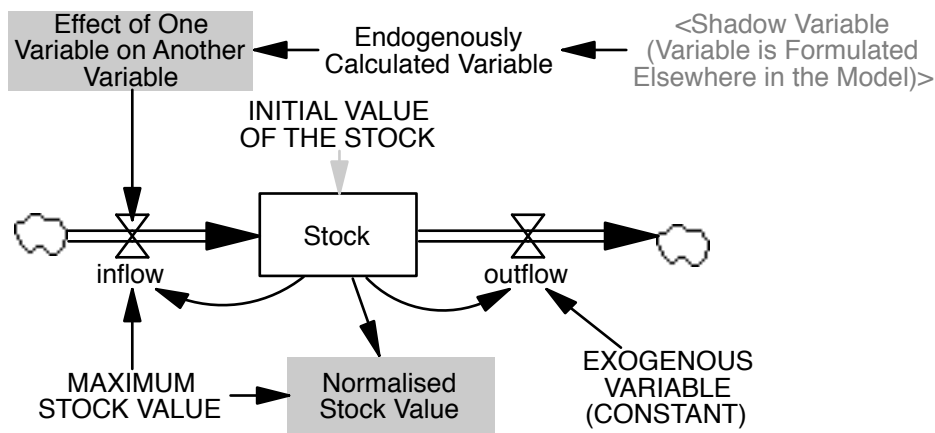 Effect of One
Variable on Another
Variable
Endogenously
Calculated Variable
<Shadow Variable
(Variable is Formulated
Elsewhere in the Model)>
INITIAL VALUE
OF THE STOCK
Stock
inflow
outflow
MAXIMUM
STOCK VALUE
Normalised
Stock Value
EXOGENOUS
VARIABLE
(CONSTANT)